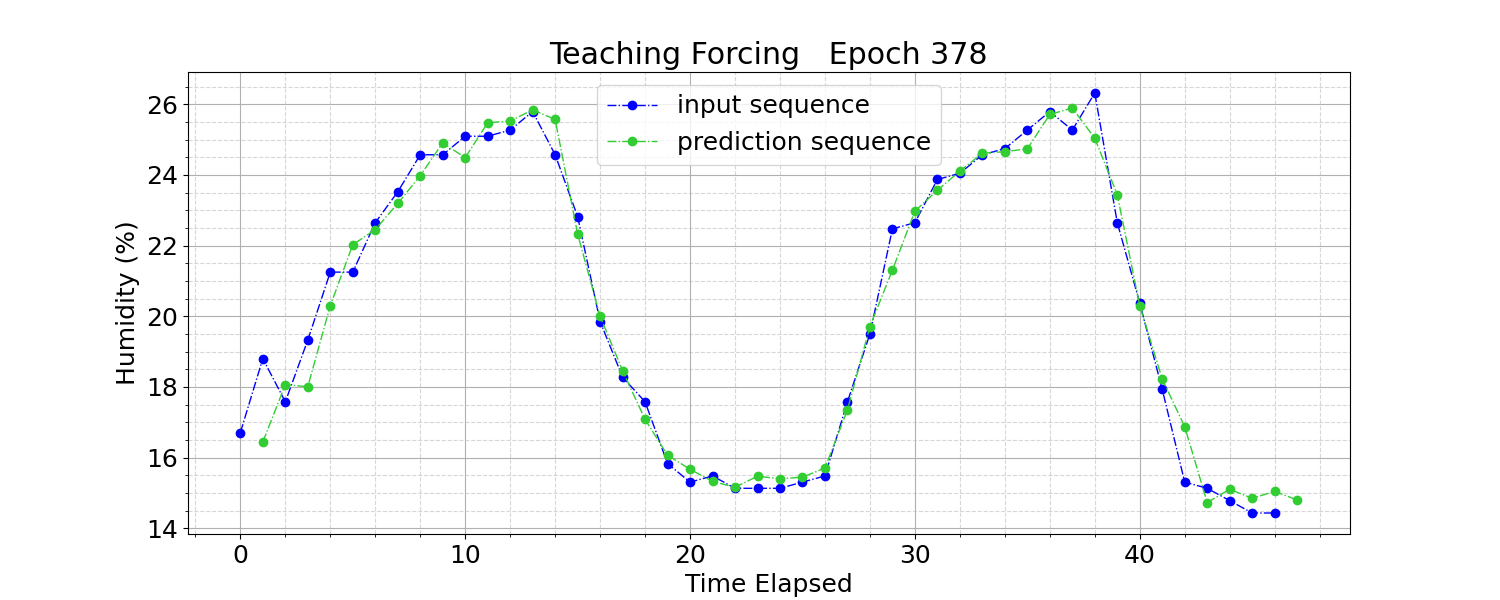 Teaching Forcing   Epoch 378
input sequence
prediction sequence
Humidity (%)
26
24
22
20
18
16
14
0 10 20 30 40
Time Elapsed